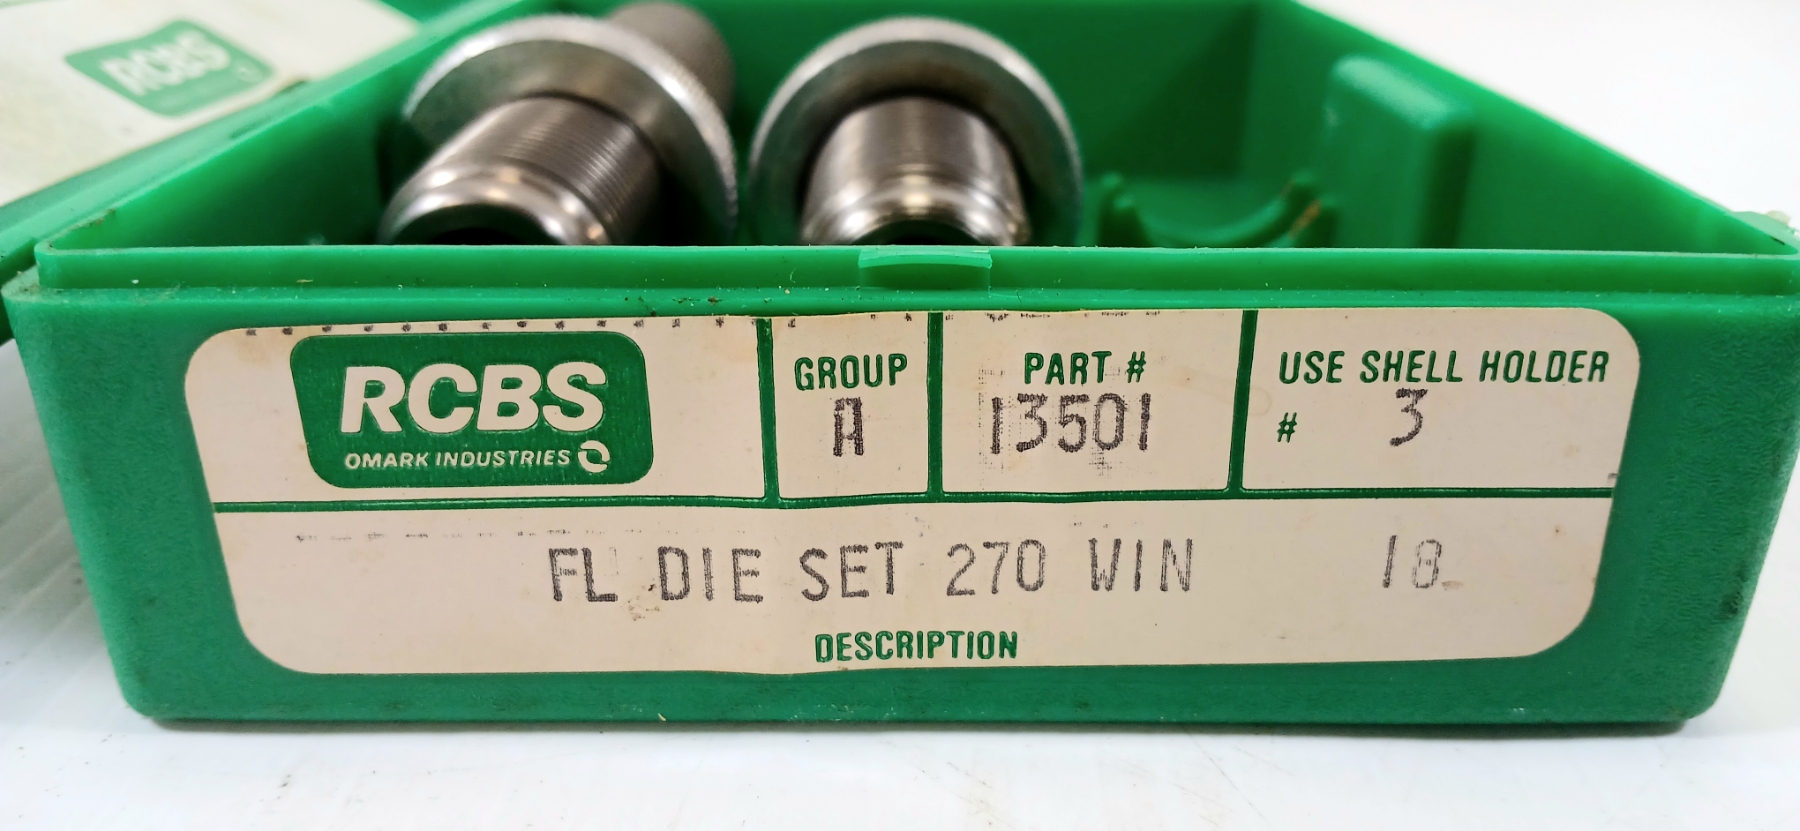 RCBS
RCBS
OMARK INDUSTRIES
GROUP
A
PART #
13501
USE SHELL HOLDER
# 3
FL DIE SET 270 WIN 18
DESCRIPTION